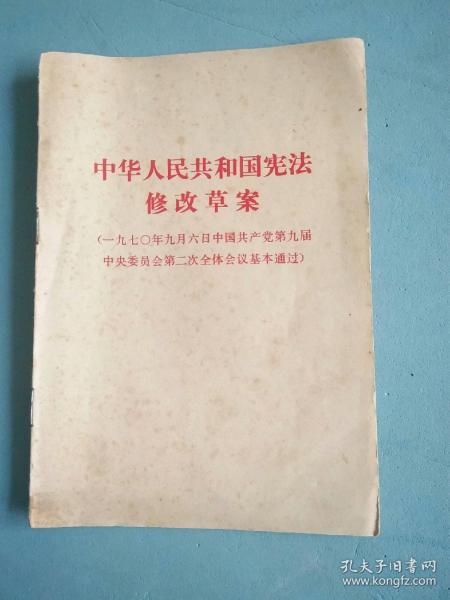 中华人民共和国宪法
修改草案
(一九七〇年九月六日中国共产党第九届
中央委员会第二次全体会议基本通过)
孔夫子旧书网
www.kongfz.com